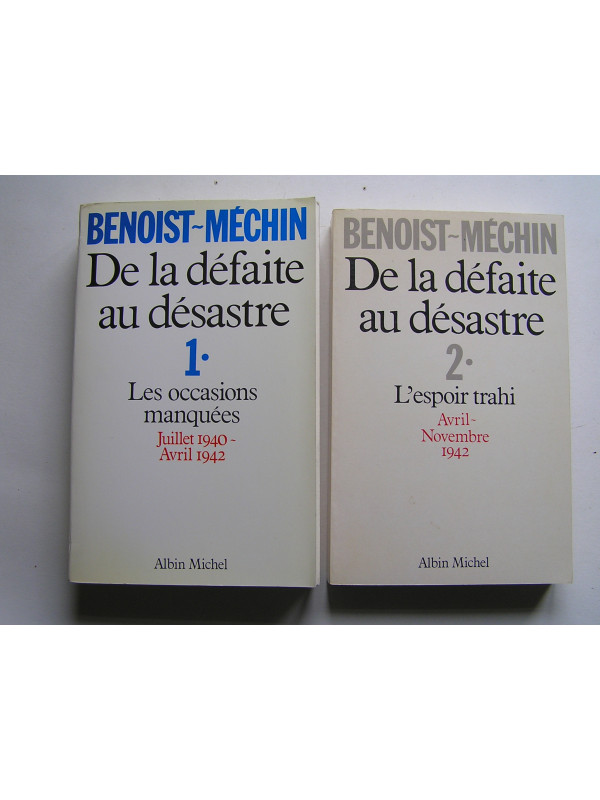 BENOIST~MÉCHIN
De la défaite
au désastre
1·
Les occasions
manquées
Juillet 1940~
Avril 1942
Albin Michel
BENOIST~MÉCHIN
De la défaite
au désastre
2·
L'espoir trahi
Avril~
Novembre
1942
Albin Michel